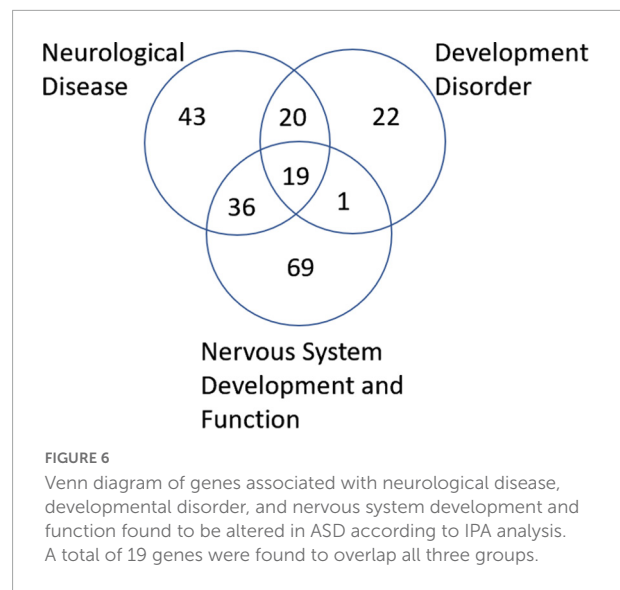 Neurological
Disease
Development
Disorder
43
20
22
19
36
1
69
Nervous System
Development and
Function
FIGURE 6
Venn diagram of genes associated with neurological disease,
developmental disorder, and nervous system development and
function found to be altered in ASD according to IPA analysis.
A total of 19 genes were found to overlap all three groups.